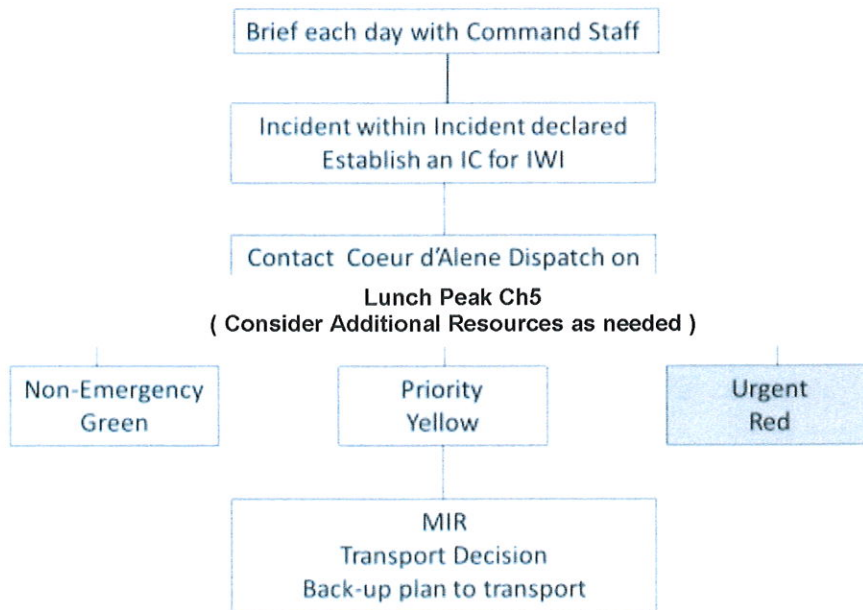 Brief each day with Command Staff
Incident within Incident declared
Establish an IC for IWI
Contact Coeur d'Alene Dispatch on
Lunch Peak Ch5
( Consider Additional Resources as needed )
Non-Emergency
Green
Priority
Yellow
Urgent
Red
MIR
Transport Decision
Back-up plan to transport